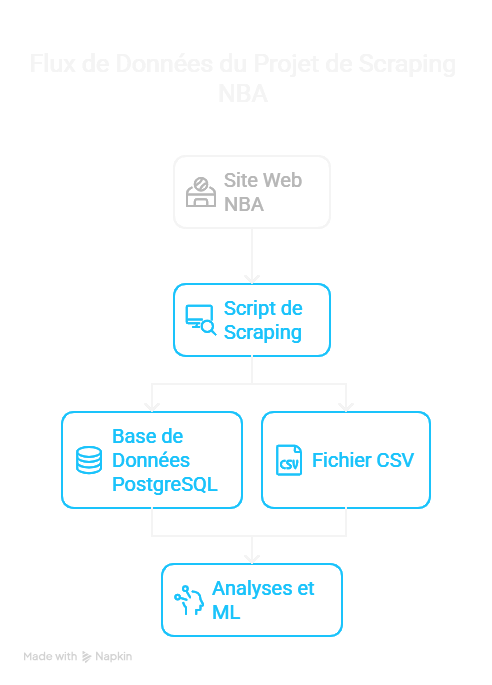 Flux de Données du Projet de Scraping
NBA
Site Web
NBA
Script de
Scraping
Base de
Données
PostgreSQL
CSV
Fichier CSV
Analyses et
ML
Made with Napkin